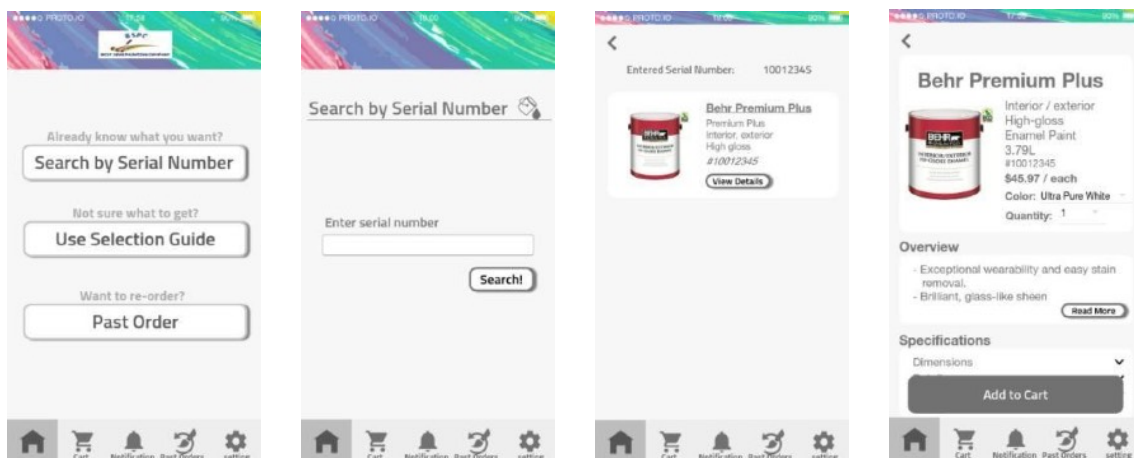 PROTO.IO
BSPC
Already know what you want?
Search by Serial Number
Not sure what to get?
Use Selection Guide
Want to re-order?
Past Order
Cart
Notification
Past Orders
setting
PROTO.IO
Search by Serial Number
Enter serial number
Search!
Cart
Notification
Past Orders
setting
PROTO.IO
Entered Serial Number: 10012345
Behr Premium Plus
Premium Plus
Interior, exterior
High gloss
#10012345
View Details
BEHR
Cart
Notification
Past Orders
setting
PROTO.IO
Behr Premium Plus
Interior / exterior
High-gloss
Enamel Paint
3.79L
#10012345
$45.97 / each
Color: Ultra Pure White
Quantity: 1
BEHR
Overview
- Exceptional wearability and easy stain
removal.
- Brilliant, glass-like sheen
Read More
Specifications
Dimensions
Add to Cart
Cart
Notification
Past Orders
setting